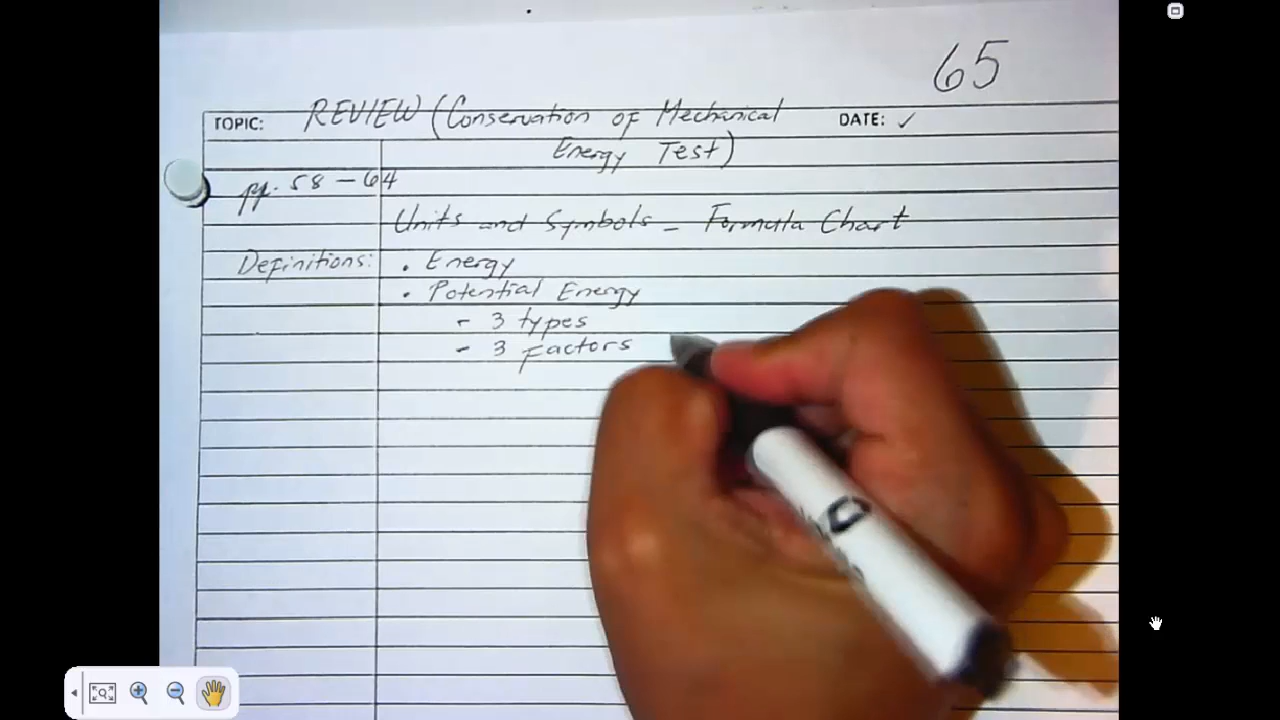 65
TOPIC: REVIEW (Conservation of Mechanical DATE: ✓
Energy Test)
pp. 58 - 64
Units and Symbols - Formula Chart
Definitions: • Energy
• Potential Energy
- 3 types
- 3 Factors